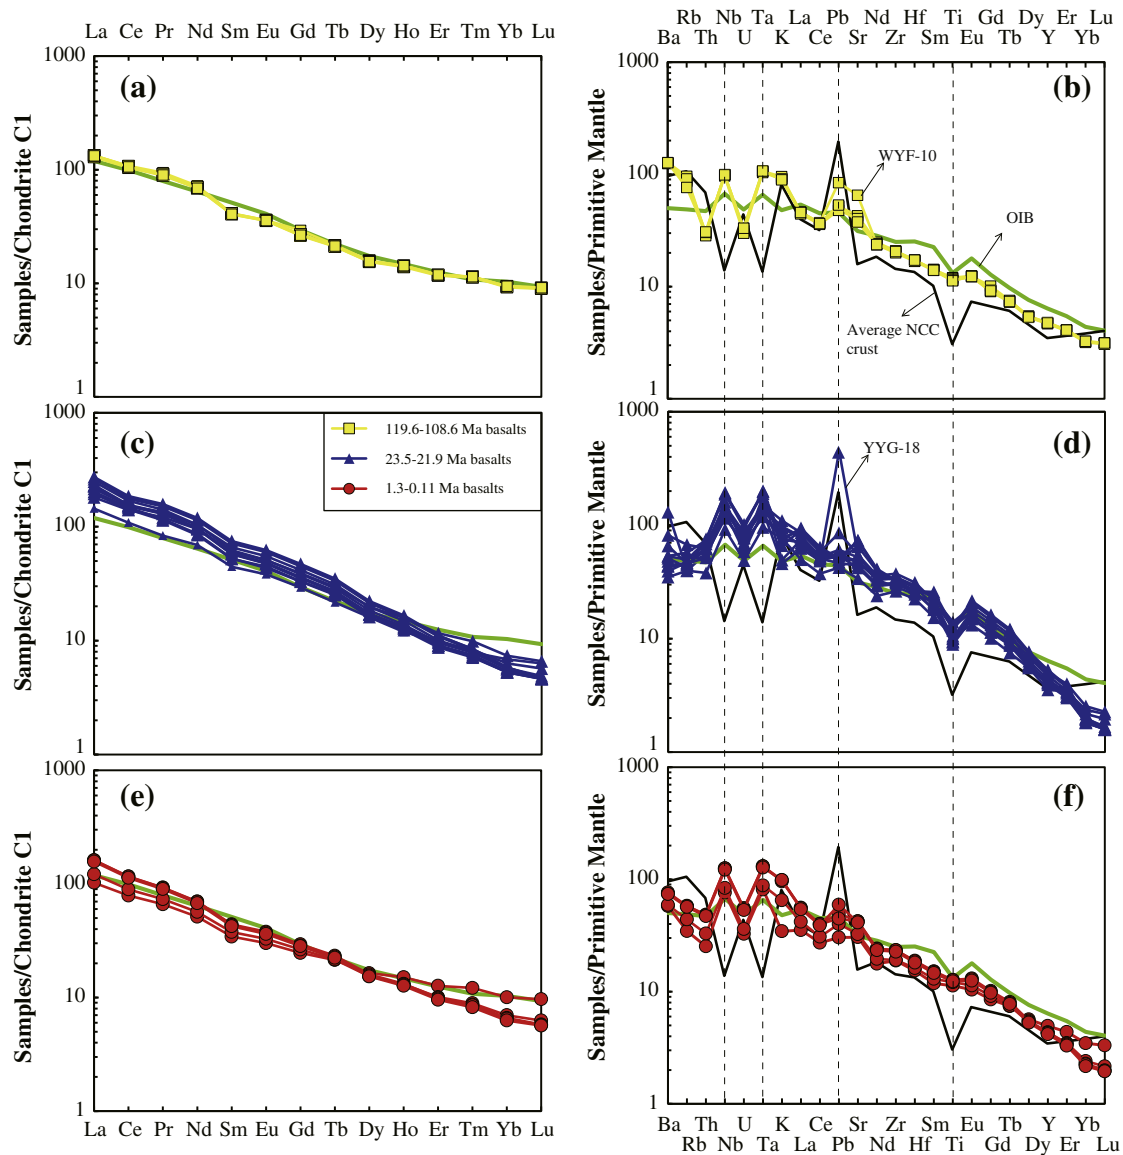 La Ce Pr Nd Sm Eu Gd Tb Dy Ho Er Tm Yb Lu
Rb Nb Ta La Pb Nd Hf Ti Gd Dy Er Lu
Ba Th U K Ce Sr Zr Sm Eu Tb Y Yb
1000
100
10
1
Samples/Chondrite C1
(a)
1000
100
10
1
Samples/Primitive Mantle
(b)
WYF-10
OIB
Average NCC
crust
1000
100
10
1
Samples/Chondrite C1
(c)
119.6-108.6 Ma basalts
23.5-21.9 Ma basalts
1.3-0.11 Ma basalts
1000
100
10
1
Samples/Primitive Mantle
(d)
YYG-18
1000
100
10
1
Samples/Chondrite C1
(e)
1000
100
10
1
Samples/Primitive Mantle
(f)
La Ce Pr Nd Sm Eu Gd Tb Dy Ho Er Tm Yb Lu
Ba Th U K Ce Sr Zr Sm Eu Tb Y Yb
Rb Nb Ta La Pb Nd Hf Ti Gd Dy Er Lu